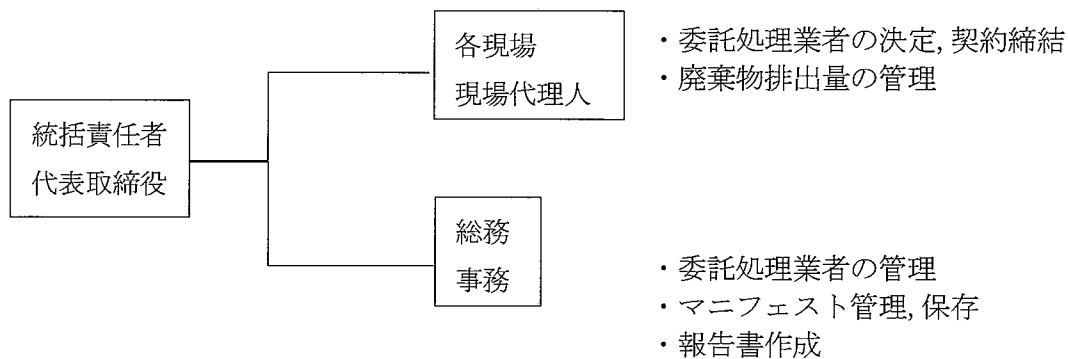 統括責任者
代表取締役
各現場
現場代理人
・委託処理業者の決定, 契約締結
・廃棄物排出量の管理
総務
事務
・委託処理業者の管理
・マニフェスト管理, 保存
・報告書作成